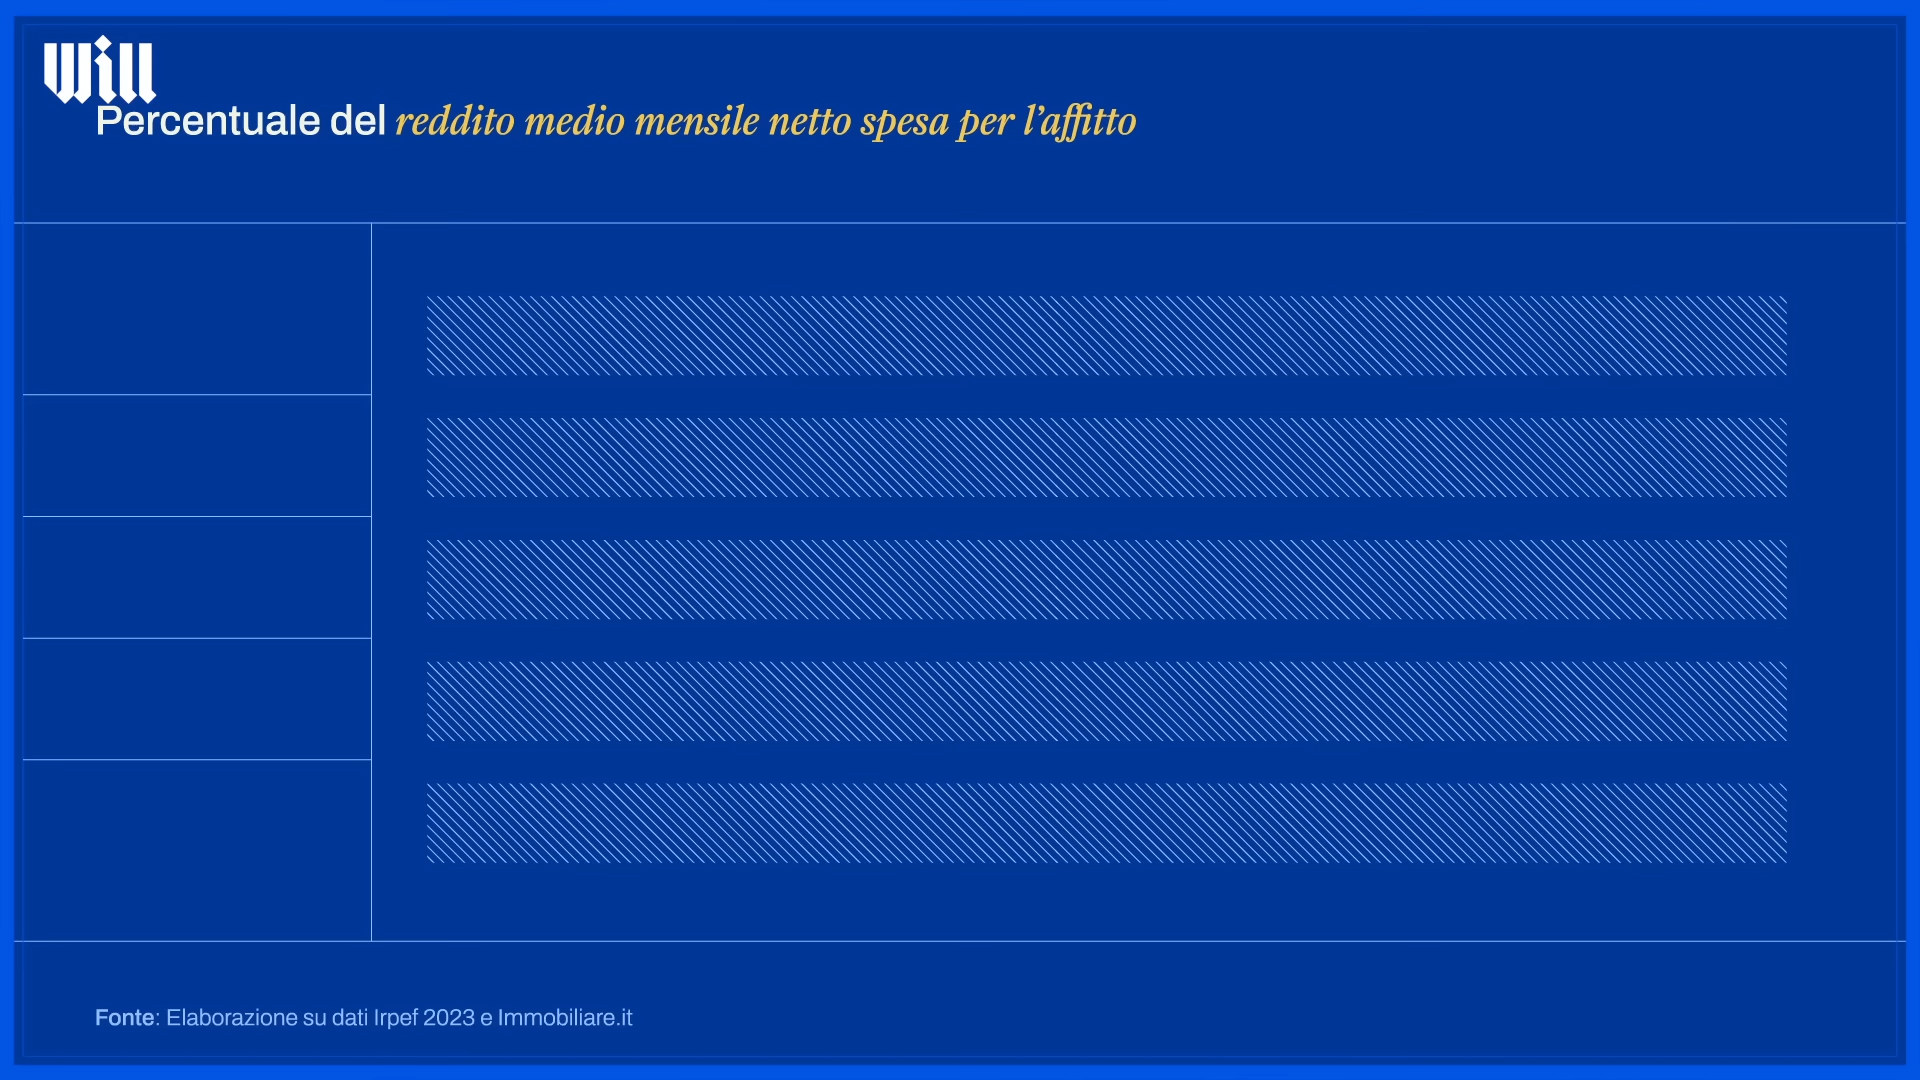 Will
Percentuale del reddito medio mensile netto spesa per l’affitto
Fonte: Elaborazione su dati Irpef 2023 e Immobiliare.it